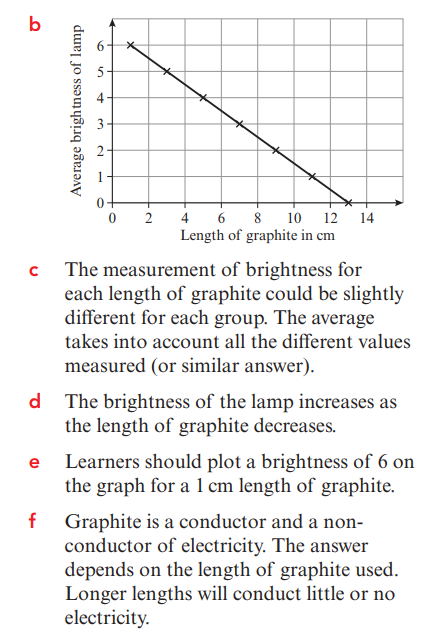 b
Average brightness of lamp
6
5
4
3
2
1
0
0 2 4 6 8 10 12 14
Length of graphite in cm
c The measurement of brightness for
each length of graphite could be slightly
different for each group. The average
takes into account all the different values
measured (or similar answer).
d The brightness of the lamp increases as
the length of graphite decreases.
e Learners should plot a brightness of 6 on
the graph for a 1 cm length of graphite.
f Graphite is a conductor and a non-
conductor of electricity. The answer
depends on the length of graphite used.
Longer lengths will conduct little or no
electricity.